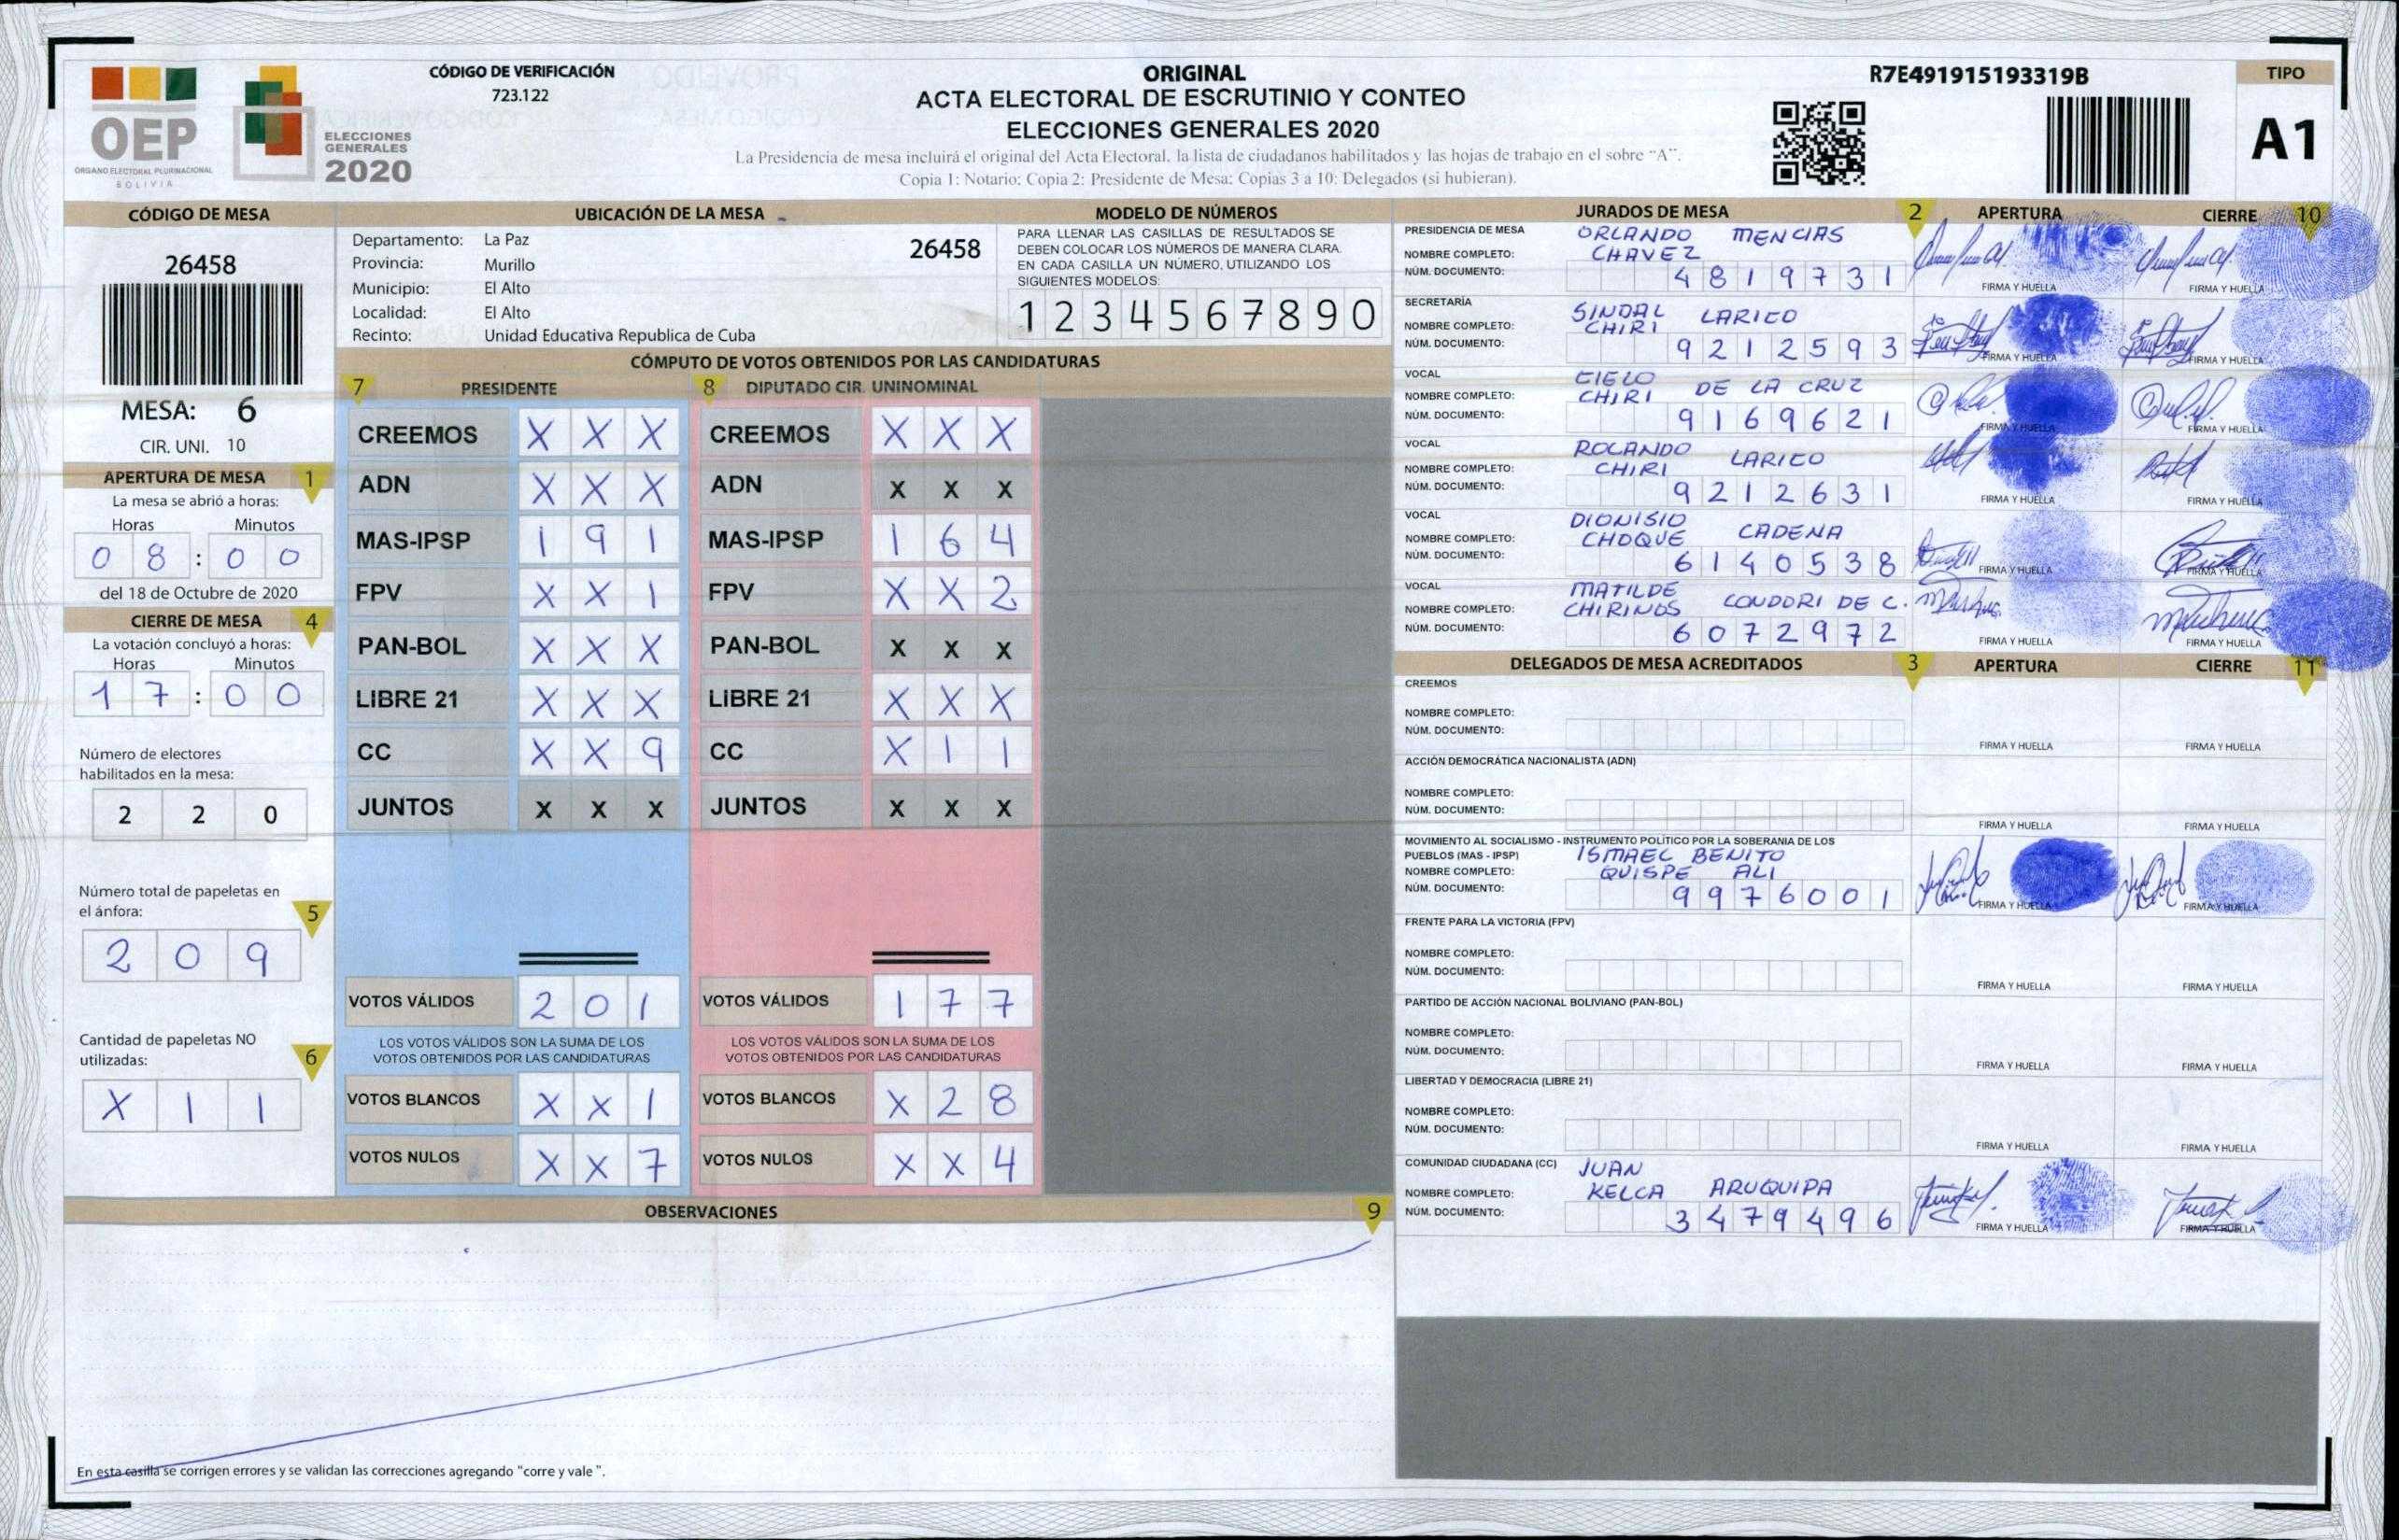 OEP
ÓRGANO ELECTORAL PLURINACIONAL
BOLIVIA
ELECCIONES
GENERALES
2020
CÓDIGO DE VERIFICACIÓN
723.122
ORIGINAL
ACTA ELECTORAL DE ESCRUTINIO Y CONTEO
ELECCIONES GENERALES 2020
La Presidencia de mesa incluirá el original del Acta Electoral, la lista de ciudadanos habilitados y las hojas de trabajo en el sobre "A".
Copia 1: Notario; Copia 2: Presidente de Mesa; Copias 3 a 10: Delegados (si hubieran).
R7E491915193319B
TIPO
A1
CÓDIGO DE MESA
26458
MESA: 6
CIR. UNI. 10
APERTURA DE MESA 1
La mesa se abrió a horas:
Horas Minutos
0 8 : 0 0
del 18 de Octubre de 2020
CIERRE DE MESA 4
La votación concluyó a horas:
Horas Minutos
1 7 : 0 0
Número de electores
habilitados en la mesa:
2 2 0
Número total de papeletas en
el ánfora: 5
2 0 9
Cantidad de papeletas NO
utilizadas: 6
X 1 1
UBICACIÓN DE LA MESA
Departamento: La Paz 26458
Provincia: Murillo
Municipio: El Alto
Localidad: El Alto
Recinto: Unidad Educativa Republica de Cuba
MODELO DE NÚMEROS
PARA LLENAR LAS CASILLAS DE RESULTADOS SE
DEBEN COLOCAR LOS NÚMEROS DE MANERA CLARA.
EN CADA CASILLA UN NÚMERO, UTILIZANDO LOS
SIGUIENTES MODELOS:
1 2 3 4 5 6 7 8 9 0
CÓMPUTO DE VOTOS OBTENIDOS POR LAS CANDIDATURAS
7 PRESIDENTE 8 DIPUTADO CIR. UNINOMINAL
CREEMOS X X X CREEMOS X X X
ADN X X X ADN X X X
MAS-IPSP 1 9 1 MAS-IPSP 1 6 4
FPV X X 1 FPV X X 2
PAN-BOL X X X PAN-BOL X X X
LIBRE 21 X X X LIBRE 21 X X X
CC X X 9 CC X 1 1
JUNTOS X X X JUNTOS X X X
VOTOS VÁLIDOS 2 0 1 VOTOS VÁLIDOS 1 7 7
LOS VOTOS VÁLIDOS SON LA SUMA DE LOS LOS VOTOS VÁLIDOS SON LA SUMA DE LOS
VOTOS OBTENIDOS POR LAS CANDIDATURAS VOTOS OBTENIDOS POR LAS CANDIDATURAS
VOTOS BLANCOS X X 1 VOTOS BLANCOS X 2 8
VOTOS NULOS X X 7 VOTOS NULOS X X 4
OBSERVACIONES 9
En esta casilla se corrigen errores y se validan las correcciones agregando "corre y vale ".
JURADOS DE MESA 2 APERTURA CIERRE 10
PRESIDENCIA DE MESA ORLANDO MENCIAS
NOMBRE COMPLETO: CHAVEZ
NÚM. DOCUMENTO: 4 8 1 9 7 3 1
FIRMA Y HUELLA FIRMA Y HUELLA
SECRETARÍA SINDAL LARICO
NOMBRE COMPLETO: CHIRI
NÚM. DOCUMENTO: 9 2 1 2 5 9 3
FIRMA Y HUELLA FIRMA Y HUELLA
VOCAL CIELO DE LA CRUZ
NOMBRE COMPLETO: CHIRI
NÚM. DOCUMENTO: 9 1 6 9 6 2 1
FIRMA Y HUELLA FIRMA Y HUELLA
VOCAL ROLANDO LARICO
NOMBRE COMPLETO: CHIRI
NÚM. DOCUMENTO: 9 2 1 2 6 3 1
FIRMA Y HUELLA FIRMA Y HUELLA
VOCAL DIONISIO CADENA
NOMBRE COMPLETO: CHOQUE
NÚM. DOCUMENTO: 6 1 4 0 5 3 8
FIRMA Y HUELLA FIRMA Y HUELLA
VOCAL MATILDE CONDORI DE C.
NOMBRE COMPLETO: CHIRINOS
NÚM. DOCUMENTO: 6 0 7 2 9 7 2
FIRMA Y HUELLA FIRMA Y HUELLA
DELEGADOS DE MESA ACREDITADOS 3 APERTURA CIERRE 11
CREEMOS
NOMBRE COMPLETO:
NÚM. DOCUMENTO:
FIRMA Y HUELLA FIRMA Y HUELLA
ACCIÓN DEMOCRÁTICA NACIONALISTA (ADN)
NOMBRE COMPLETO:
NÚM. DOCUMENTO:
FIRMA Y HUELLA FIRMA Y HUELLA
MOVIMIENTO AL SOCIALISMO - INSTRUMENTO POLÍTICO POR LA SOBERANIA DE LOS
PUEBLOS (MAS - IPSP) ISMAEL BENITO
NOMBRE COMPLETO: QUISPE ALI
NÚM. DOCUMENTO: 9 9 7 6 0 0 1
FIRMA Y HUELLA FIRMA Y HUELLA
FRENTE PARA LA VICTORIA (FPV)
NOMBRE COMPLETO:
NÚM. DOCUMENTO:
FIRMA Y HUELLA FIRMA Y HUELLA
PARTIDO DE ACCIÓN NACIONAL BOLIVIANO (PAN-BOL)
NOMBRE COMPLETO:
NÚM. DOCUMENTO:
FIRMA Y HUELLA FIRMA Y HUELLA
LIBERTAD Y DEMOCRACIA (LIBRE 21)
NOMBRE COMPLETO:
NÚM. DOCUMENTO:
FIRMA Y HUELLA FIRMA Y HUELLA
COMUNIDAD CIUDADANA (CC) JUAN
NOMBRE COMPLETO: KELCA ARUQUIPA
NÚM. DOCUMENTO: 3 4 7 9 4 9 6
FIRMA Y HUELLA FIRMA Y HUELLA